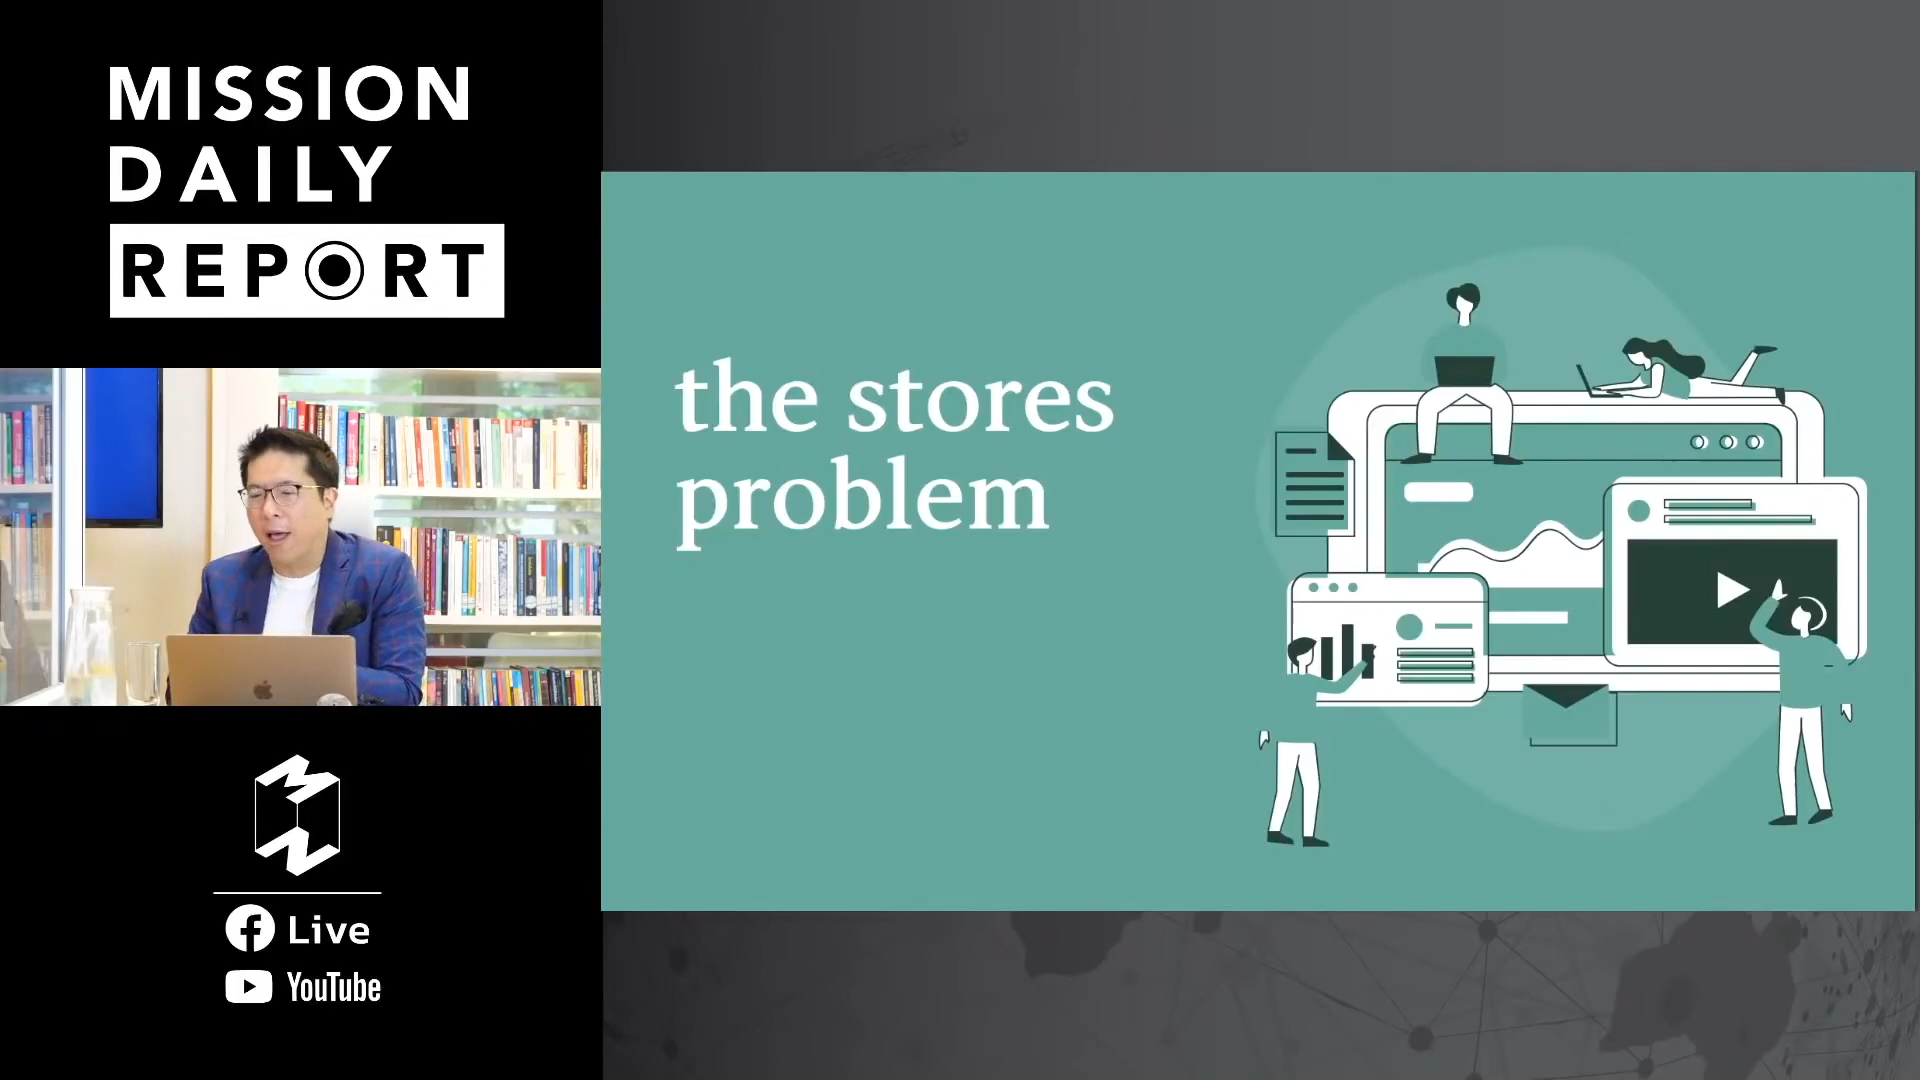 MISSION
DAILY
REPORT
the stores
problem
Live
YouTube